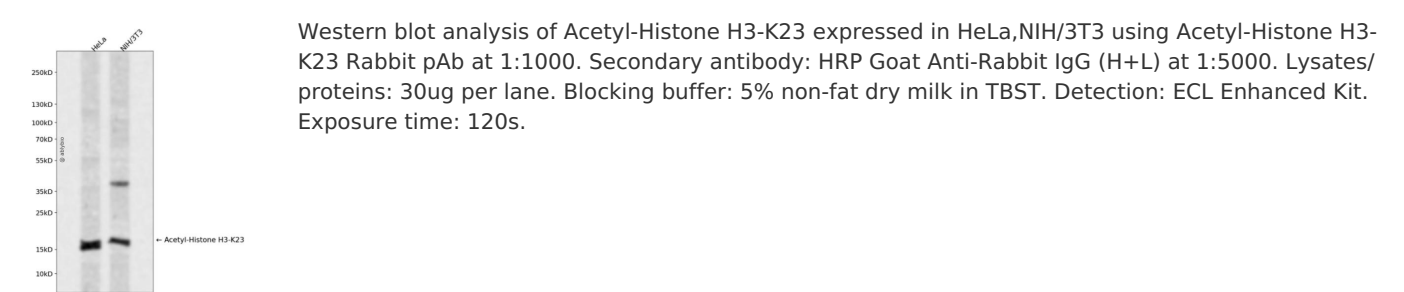 Western blot analysis of Acetyl-Histone H3-K23 expressed in HeLa,NIH/3T3 using Acetyl-Histone H3-
K23 Rabbit pAb at 1:1000. Secondary antibody: HRP Goat Anti-Rabbit IgG (H+L) at 1:5000. Lysates/
proteins: 30ug per lane. Blocking buffer: 5% non-fat dry milk in TBST. Detection: ECL Enhanced Kit.
Exposure time: 120s.
HeLa
NIH/3T3
250kD
130kD
100kD
70kD
55kD
35kD
25kD
15kD
10kD
← Acetyl-Histone H3-K23